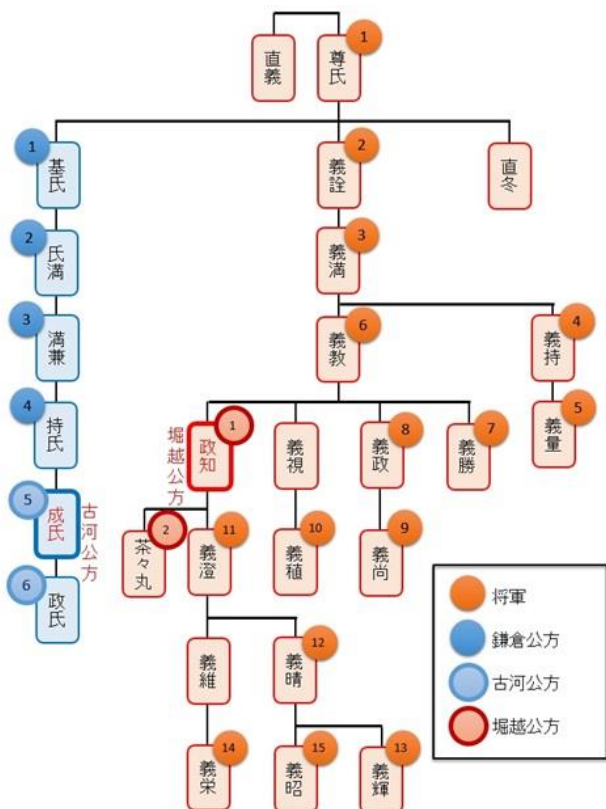 1
直義
尊氏
1
基氏
2
義詮
直冬
2
氏満
3
義満
3
満兼
6
義教
4
義持
4
持氏
堀越公方
1
政知
義視
8
義政
7
義勝
5
義量
5
成氏
古河公方
2
茶々丸
11
義澄
10
義稙
9
義尚
6
政氏
義維
12
義晴
14
義栄
15
義昭
13
義輝
将軍
鎌倉公方
古河公方
堀越公方